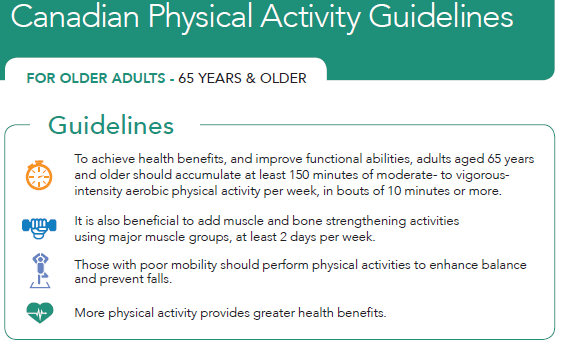 Canadian Physical Activity Guidelines
FOR OLDER ADULTS - 65 YEARS & OLDER
Guidelines
To achieve health benefits, and improve functional abilities, adults aged 65 years
and older should accumulate at least 150 minutes of moderate- to vigorous-
intensity aerobic physical activity per week, in bouts of 10 minutes or more.
It is also beneficial to add muscle and bone strengthening activities
using major muscle groups, at least 2 days per week.
Those with poor mobility should perform physical activities to enhance balance
and prevent falls.
More physical activity provides greater health benefits.